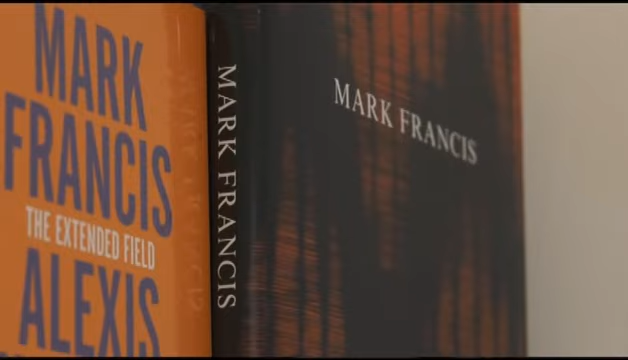 MARK
FRANCIS
THE EXTENDED FIELD
ALEXIS
MARK FRANCIS
MARK FRANCIS